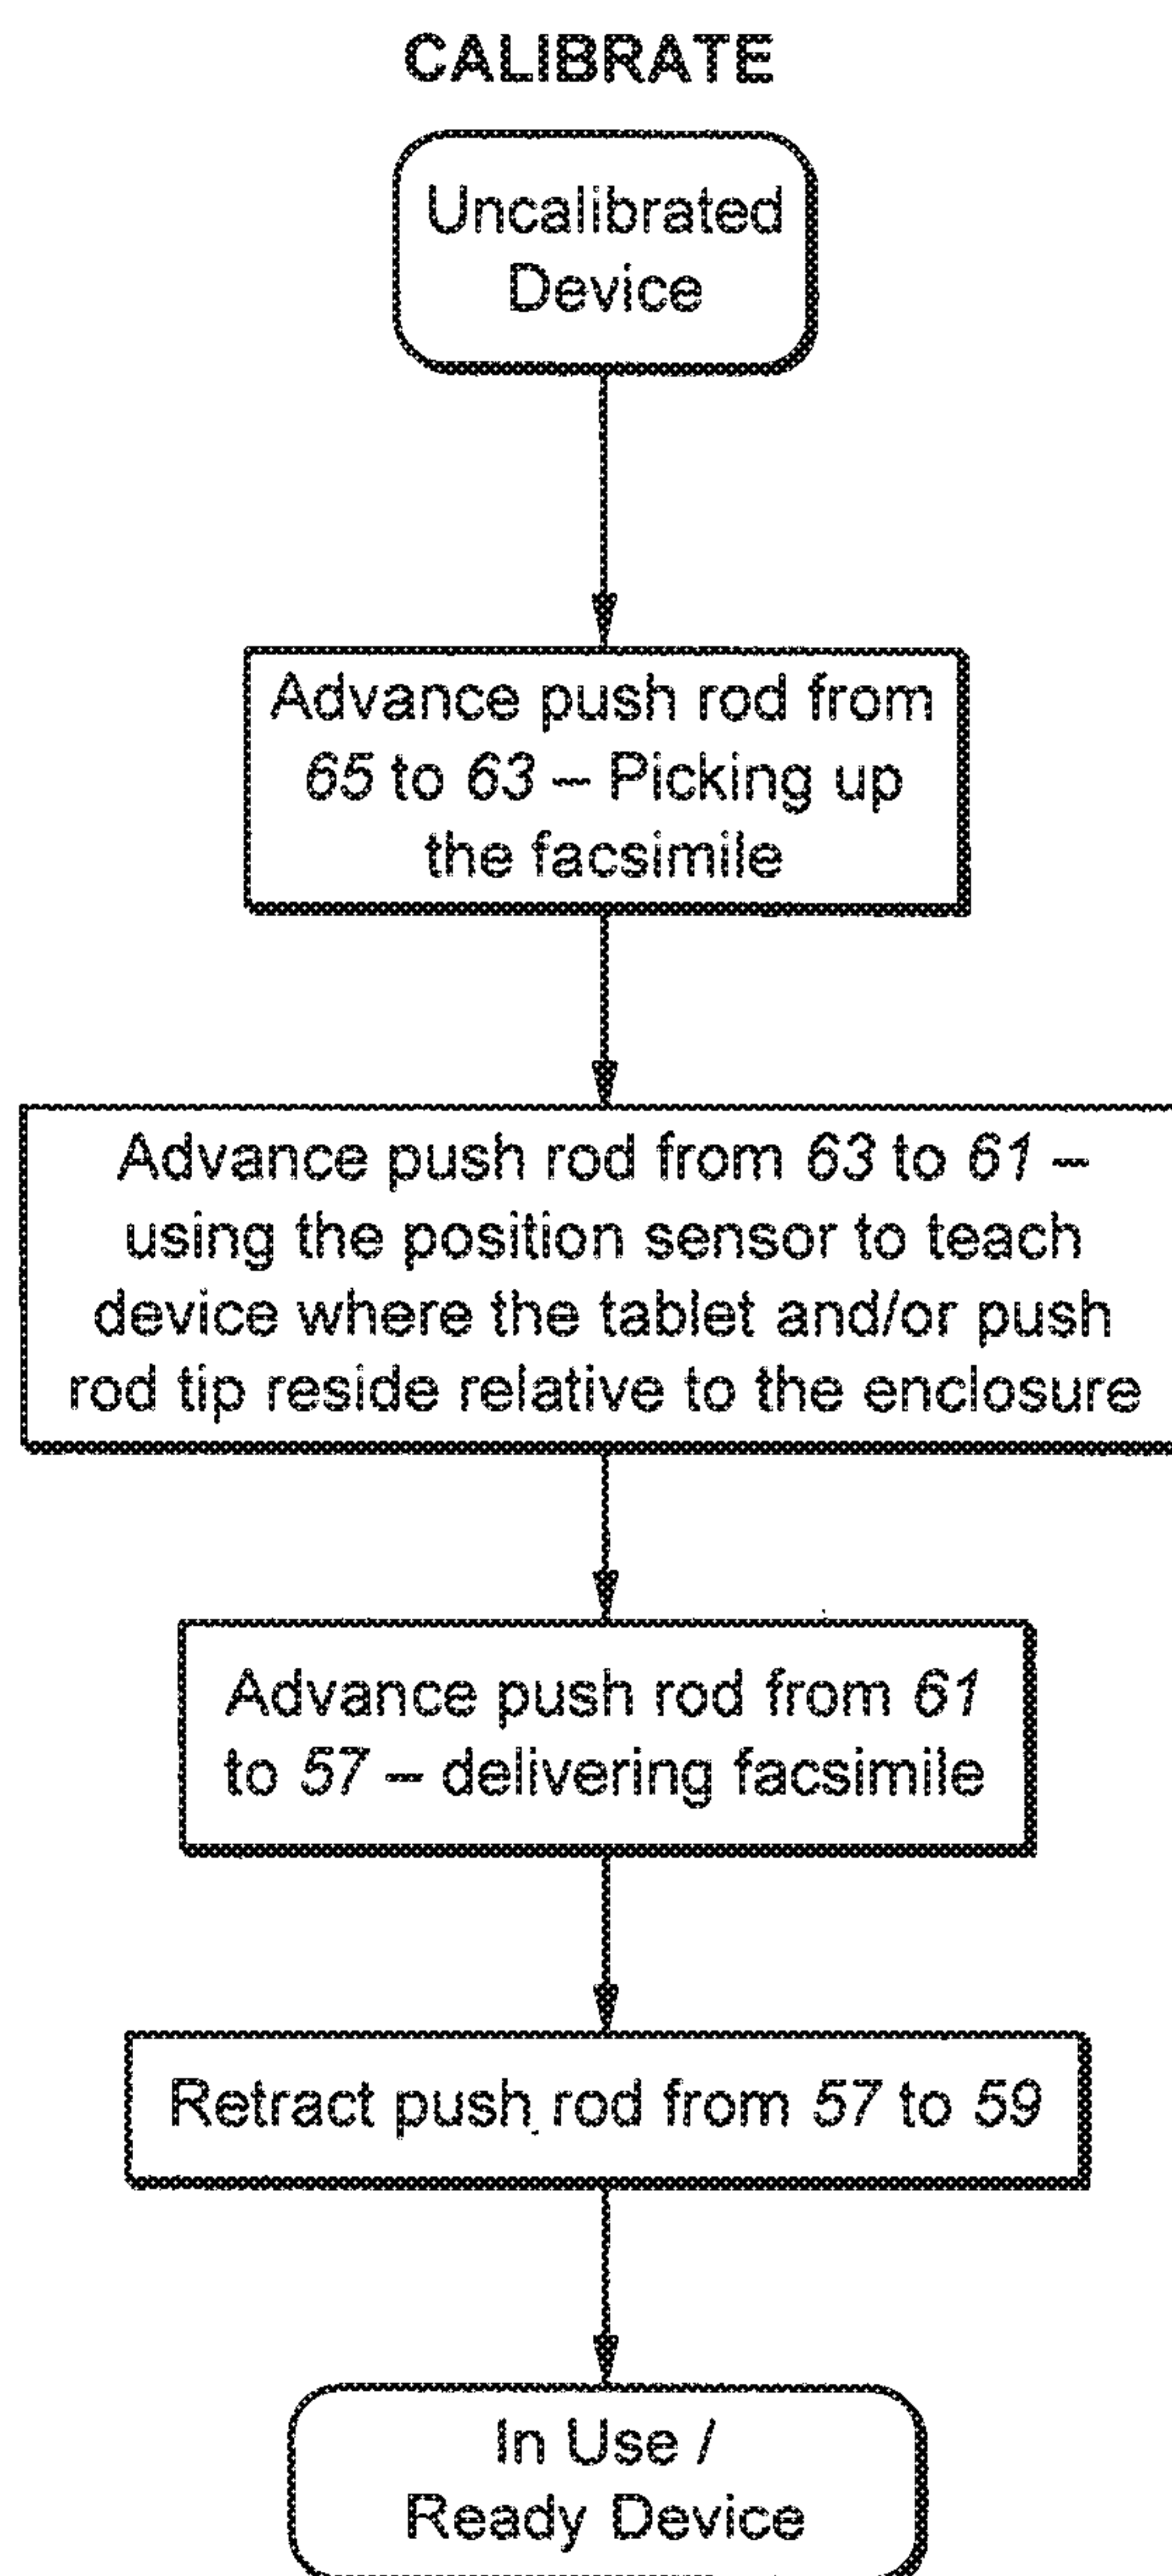 CALIBRATE
Uncalibrated
Device
Advance push rod from
65 to 63 – Picking up
the facsimile
Advance push rod from 63 to 61 –
using the position sensor to teach
device where the tablet and/or push
rod tip reside relative to the enclosure
Advance push rod from 61
to 57 – delivering facsimile
Retract push rod from 57 to 59
In Use /
Ready Device